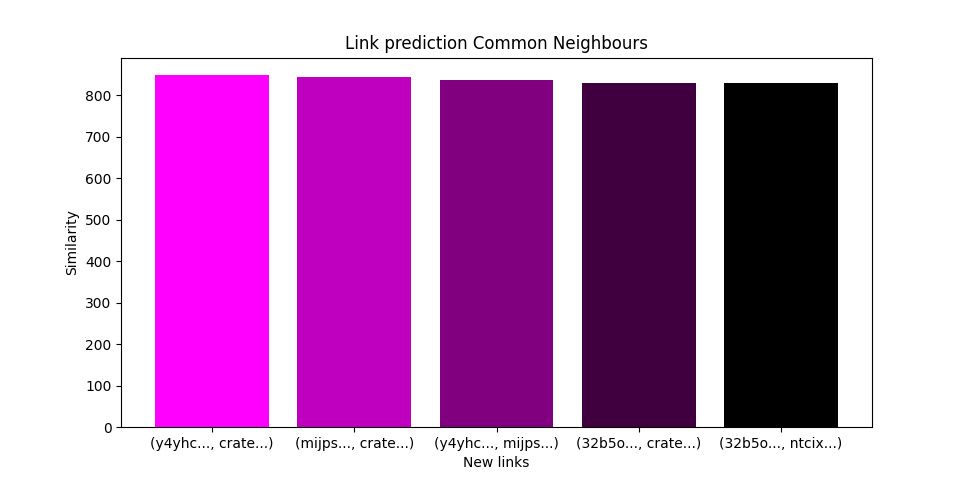 Link prediction Common Neighbours
Similarity
800
700
600
500
400
300
200
100
0
(y4yhc..., crate...)
(mijps..., crate...)
(y4yhc..., mijps...)
(32b5o..., crate...)
(32b5o..., ntcix...)
New links